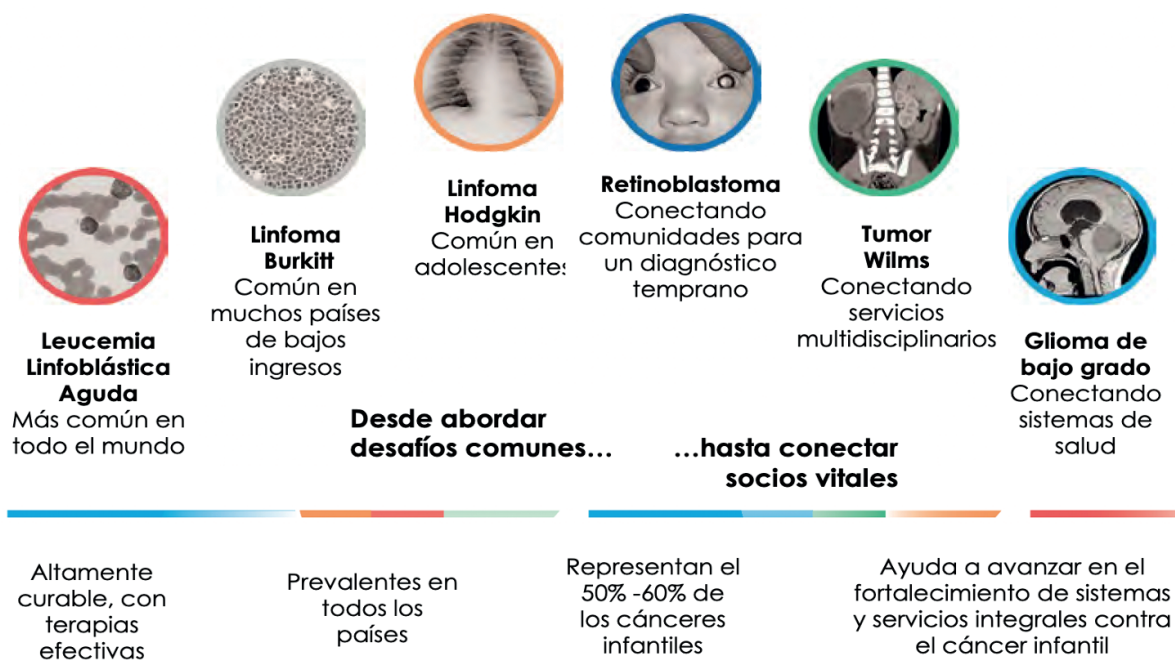 Leucemia
Linfoblástica
Aguda
Más común en
todo el mundo
Linfoma
Burkitt
Común en
muchos países
de bajos
ingresos
Linfoma
Hodgkin
Común en
adolescentes
Retinoblastoma
Conectando
comunidades para
un diagnóstico
temprano
Tumor
Wilms
Conectando
servicios
multidisciplinarios
Glioma de
bajo grado
Conectando
sistemas de
salud
Desde abordar
desafíos comunes…
…hasta conectar
socios vitales
Altamente
curable, con
terapias
efectivas
Prevalentes en
todos los
países
Representan el
50% -60% de
los cánceres
infantiles
Ayuda a avanzar en el
fortalecimiento de sistemas
y servicios integrales contra
el cáncer infantil